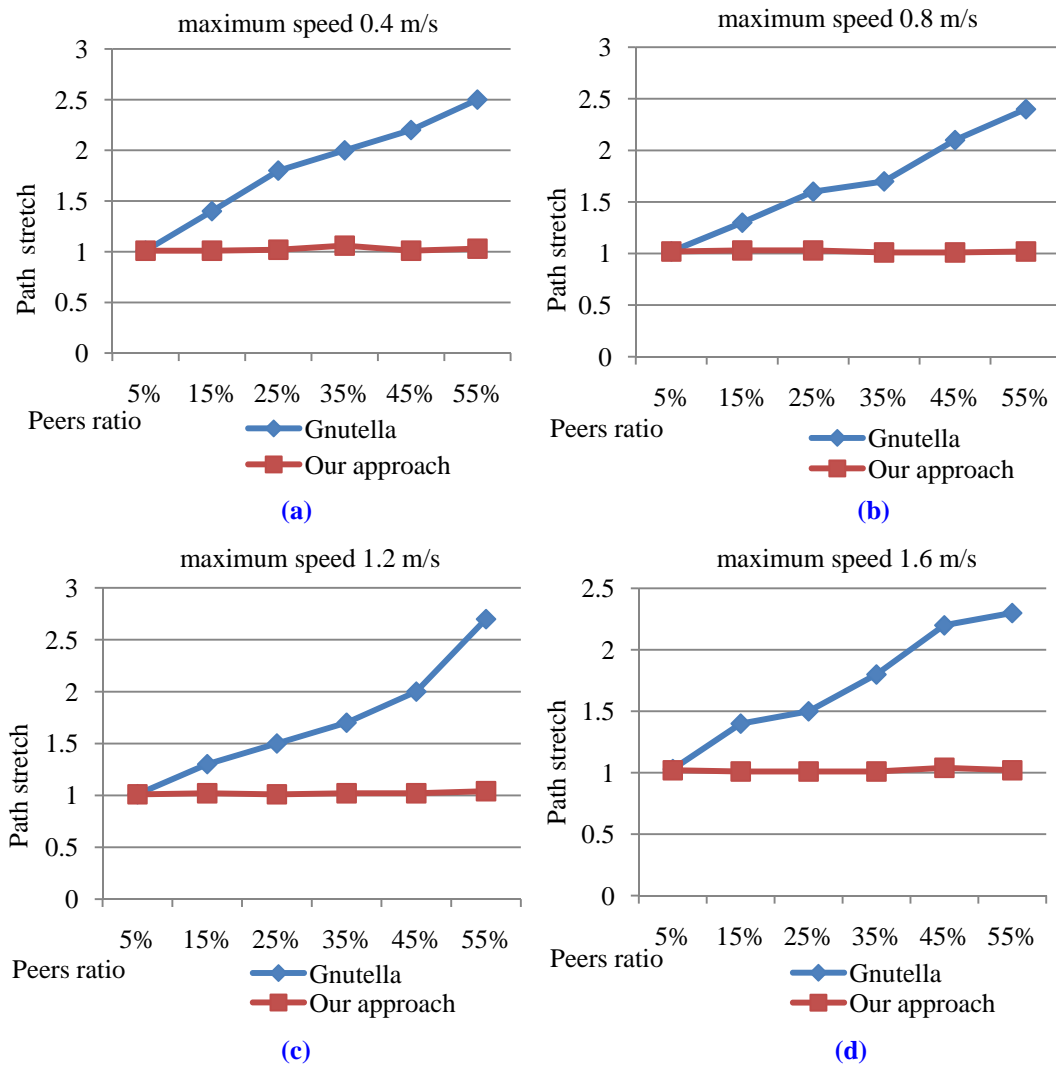 maximum speed 0.4 m/s
3
2.5
2
1.5
1
0.5
0
Path stretch
5% 15% 25% 35% 45% 55%
Peers ratio
Gnutella
Our approach
(a)
maximum speed 0.8 m/s
3
2.5
2
1.5
1
0.5
0
Path stretch
5% 15% 25% 35% 45% 55%
Peers ratio
Gnutella
Our approach
(b)
maximum speed 1.2 m/s
3
2.5
2
1.5
1
0.5
0
Path stretch
5% 15% 25% 35% 45% 55%
Peers ratio
Gnutella
Our approach
(c)
maximum speed 1.6 m/s
2.5
2
1.5
1
0.5
0
Path stretch
5% 15% 25% 35% 45% 55%
Peers ratio
Gnutella
Our approach
(d)